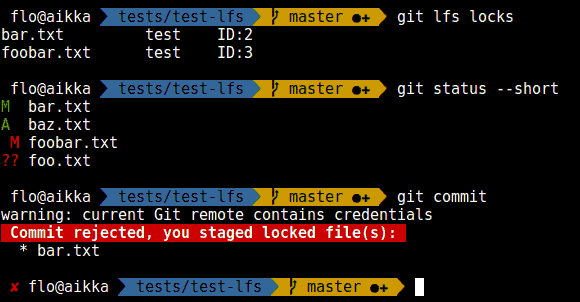 flo@aikka tests/test-lfs master ●+ git lfs locks
bar.txt test ID:2
foobar.txt test ID:3
flo@aikka tests/test-lfs master ●+ git status --short
M bar.txt
A baz.txt
M foobar.txt
?? foo.txt
flo@aikka tests/test-lfs master ●+ git commit
warning: current Git remote contains credentials
Commit rejected, you staged locked file(s):
* bar.txt
✘ flo@aikka tests/test-lfs master ●+